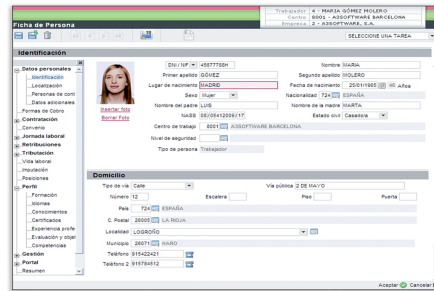 Trabajador 4 - MARIA GÓMEZ MOLERO
Centro 8001 - A3SOFTWARE BARCELONA
Ficha de Persona Empresa 2 - A3SOFTWARE, S.A.
SELECCIONE UNA TAREA
Identificación
Datos personales
Identificación
Localización
Personas de cont
Datos adicionales
Formas de Cobro
Contratación
Convenio
Jornada laboral
Retribuciones
Tributación
Vida laboral
Imputación
Posiciones
Perfil
Formación
Idiomas
Conocimientos
Certificados
Experiencia profe
Evaluación y objet
Competencias
Gestión
Portal
Resumen
Insertar foto
Borrar Foto
DNI / NIF 45877758H Nombre MARIA
Primer apellido GÓMEZ Segundo apellido MOLERO
Lugar de nacimiento MADRID Fecha de nacimiento 25/01/1965 Años
Sexo Mujer Nacionalidad 724 ESPAÑA
Nombre del padre LUIS Nombre de la madre MARTA
NASS 08/05412009/17 Estado civil Casado/a
Centro de trabajo 8001 A3SOFTWARE BARCELONA
Nivel de seguridad
Tipo de persona Trabajador
Domicilio
Tipo de vía Calle Vía pública 2 DE MAYO
Número 12 Escalera Piso Puerta
País 724 ESPAÑA
C. Postal 26005 LA RIOJA
Localidad LOGROÑO
Municipio 26071 HARO
Teléfono 915422421
Teléfono 2 915784512
Aceptar Cancelar